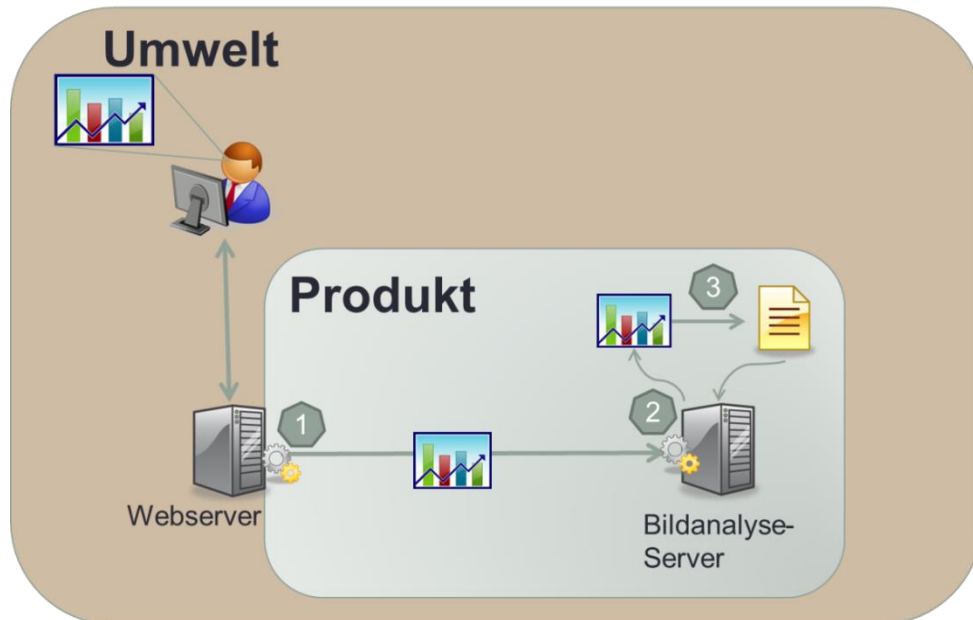 Umwelt
Produkt
3
1
2
Webserver
Bildanalyse-
Server